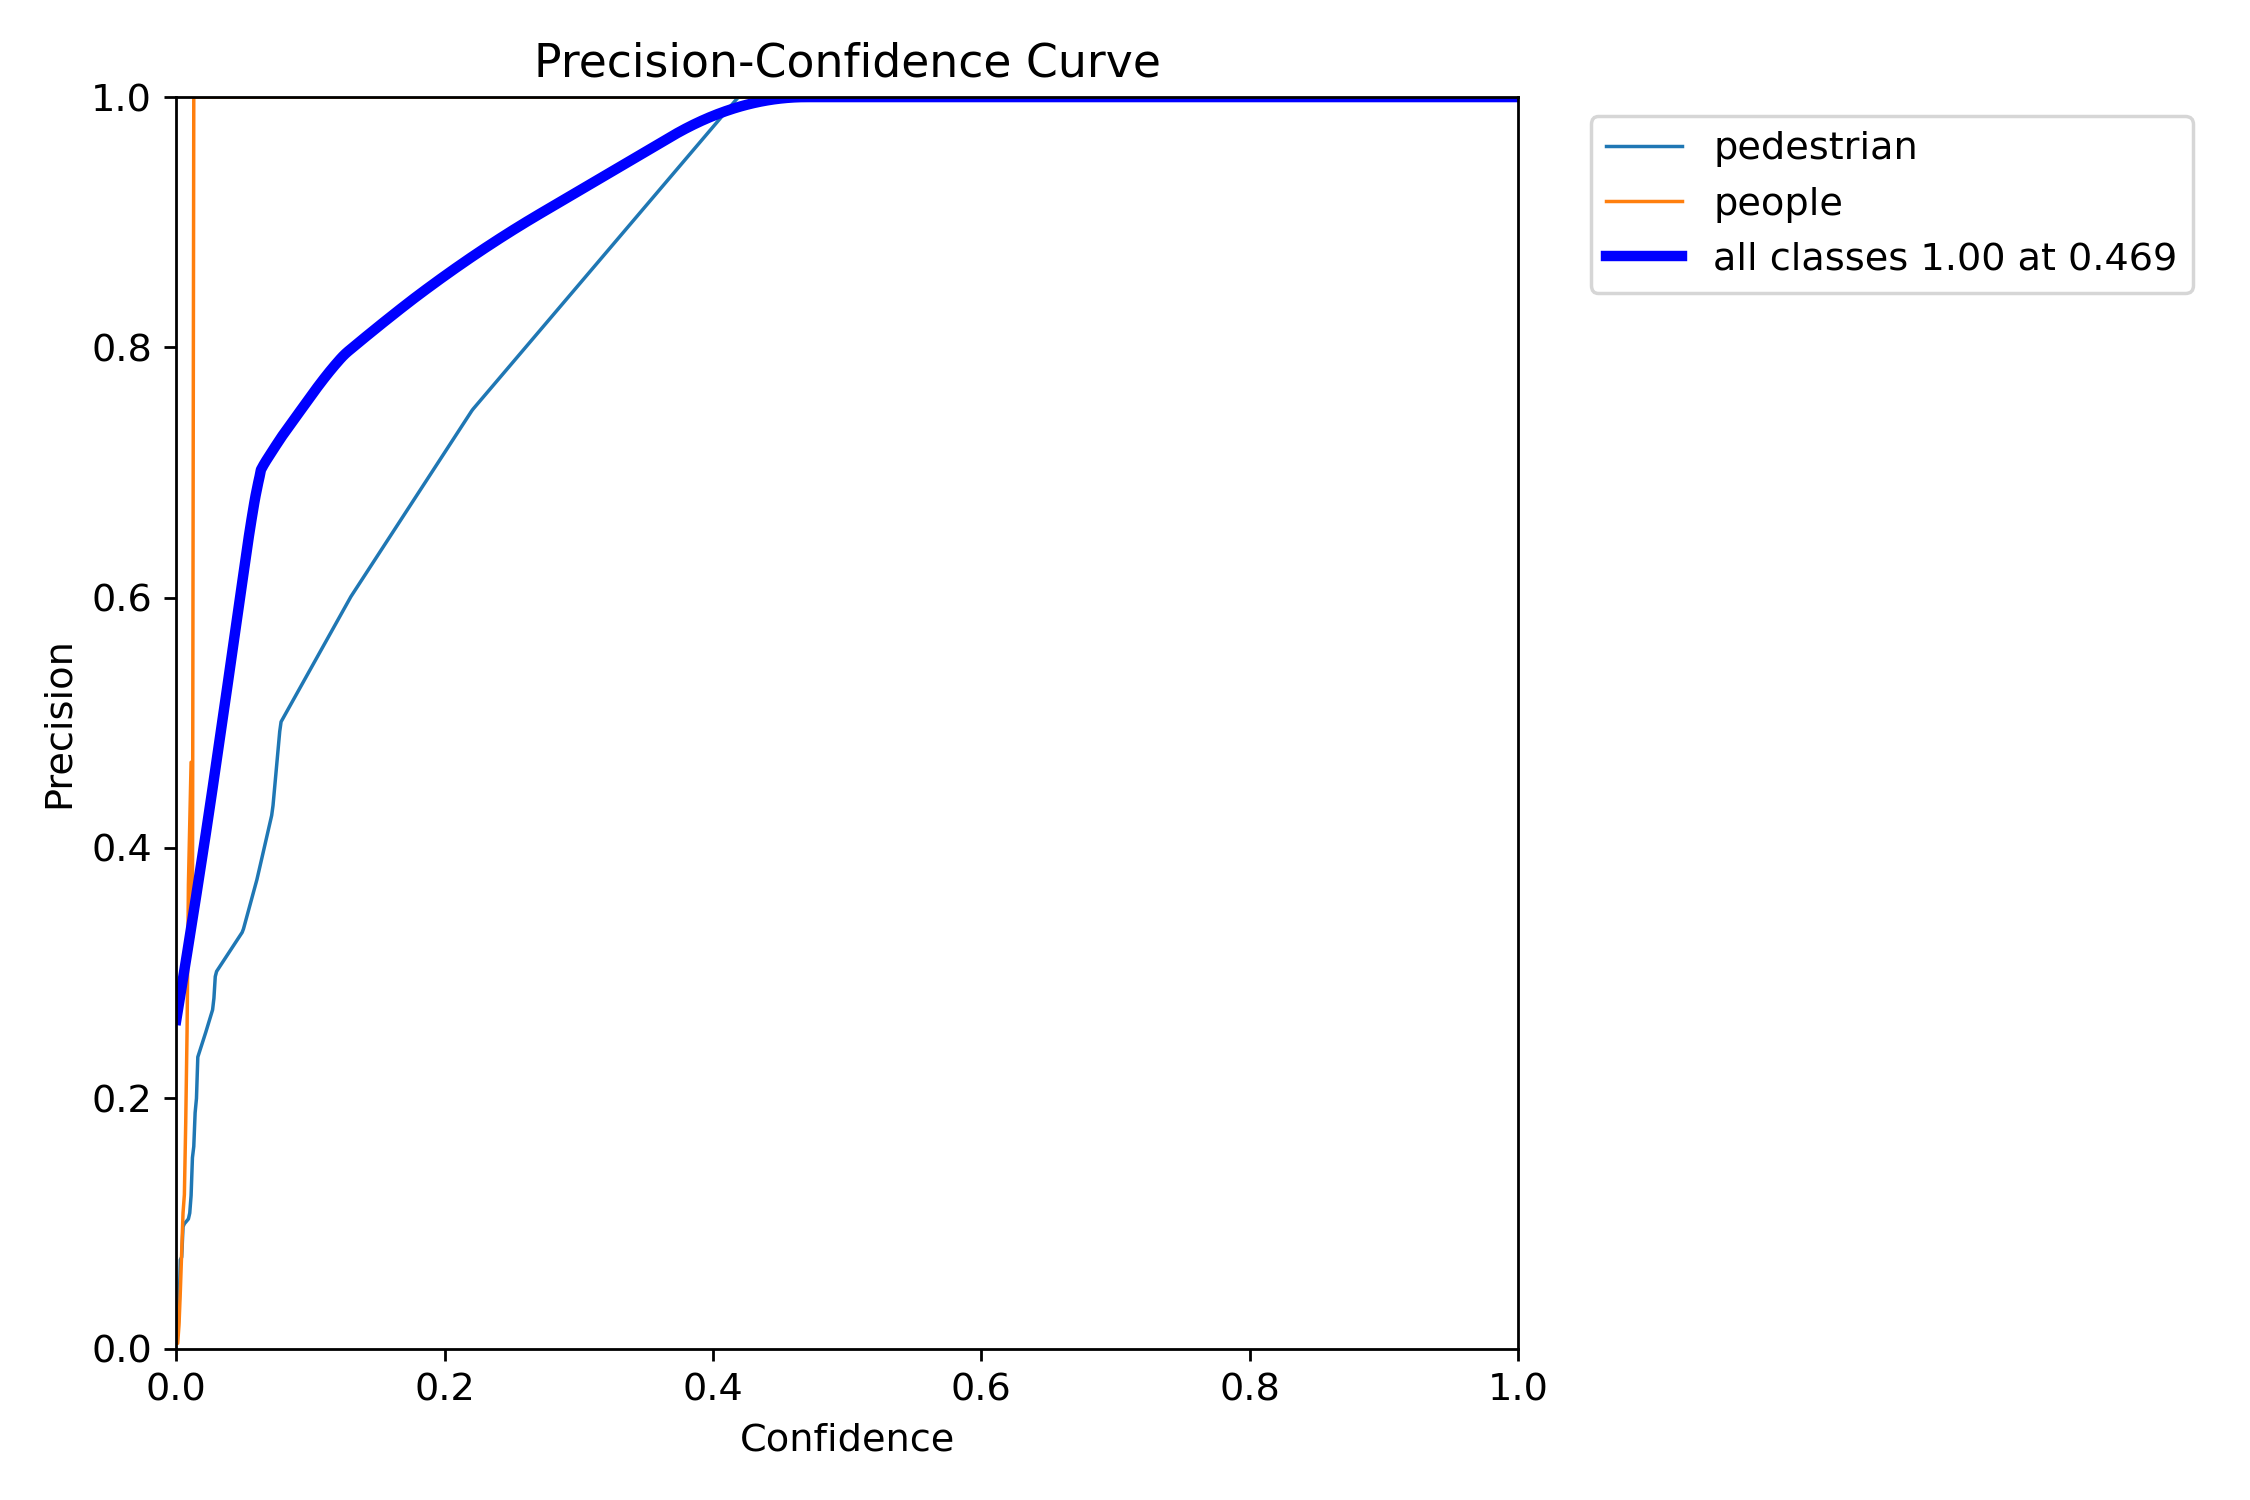 Precision-Confidence Curve
1.0
0.8
0.6
0.4
0.2
0.0
Precision
0.0 0.2 0.4 0.6 0.8 1.0
Confidence
pedestrian
people
all classes 1.00 at 0.469